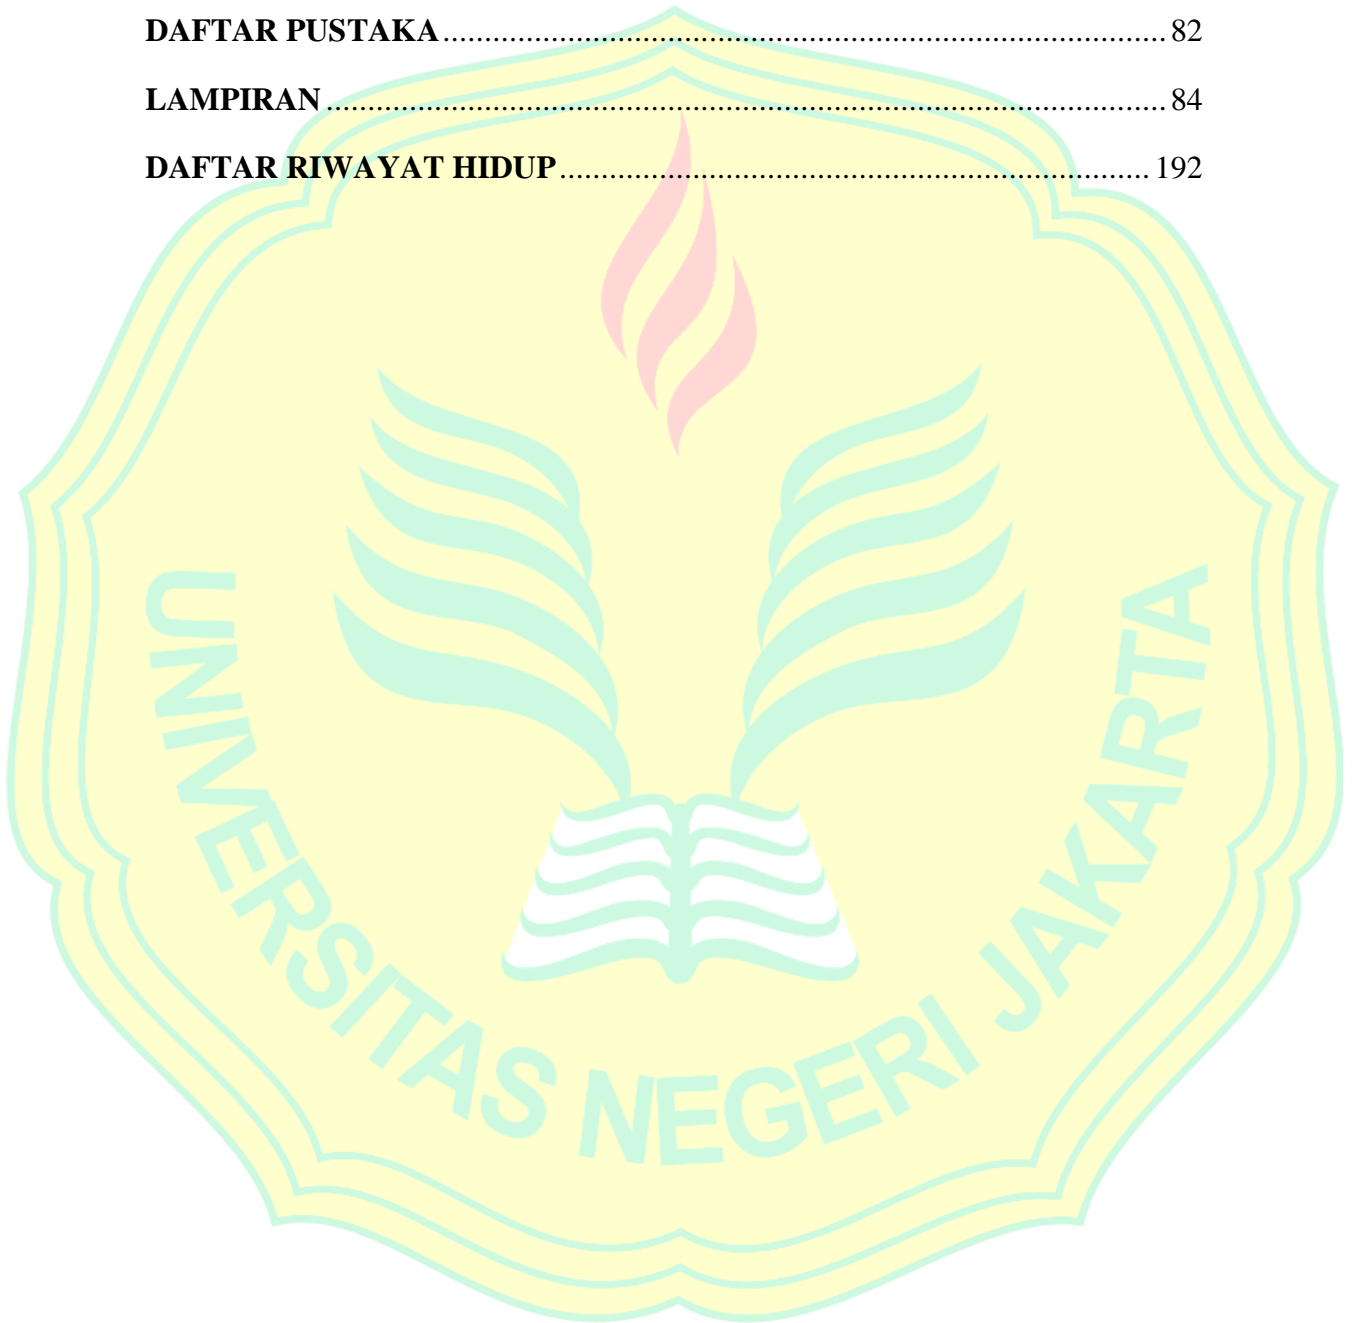 DAFTAR PUSTAKA........................................................................................ 82
LAMPIRAN...................................................................................................... 84
DAFTAR RIWAYAT HIDUP........................................................................ 192
UNIVERSITAS NEGERI JAKARTA